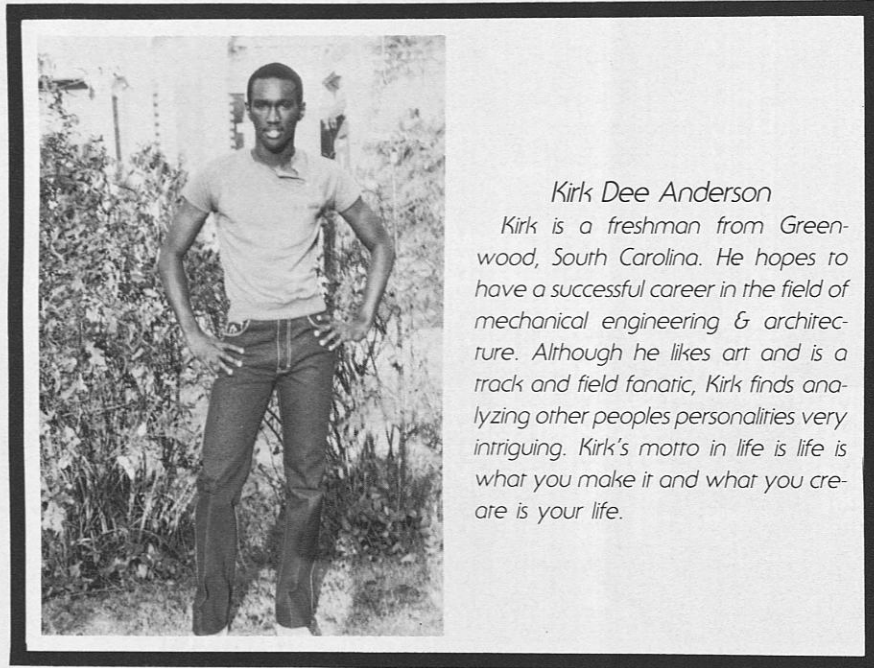 Kirk Dee Anderson
Kirk is a freshman from Green-
wood, South Carolina. He hopes to
have a successful career in the field of
mechanical engineering & architec-
ture. Although he likes art and is a
track and field fanatic, Kirk finds ana-
lyzing other peoples personalities very
intriguing. Kirk's motto in life is life is
what you make it and what you cre-
ate is your life.